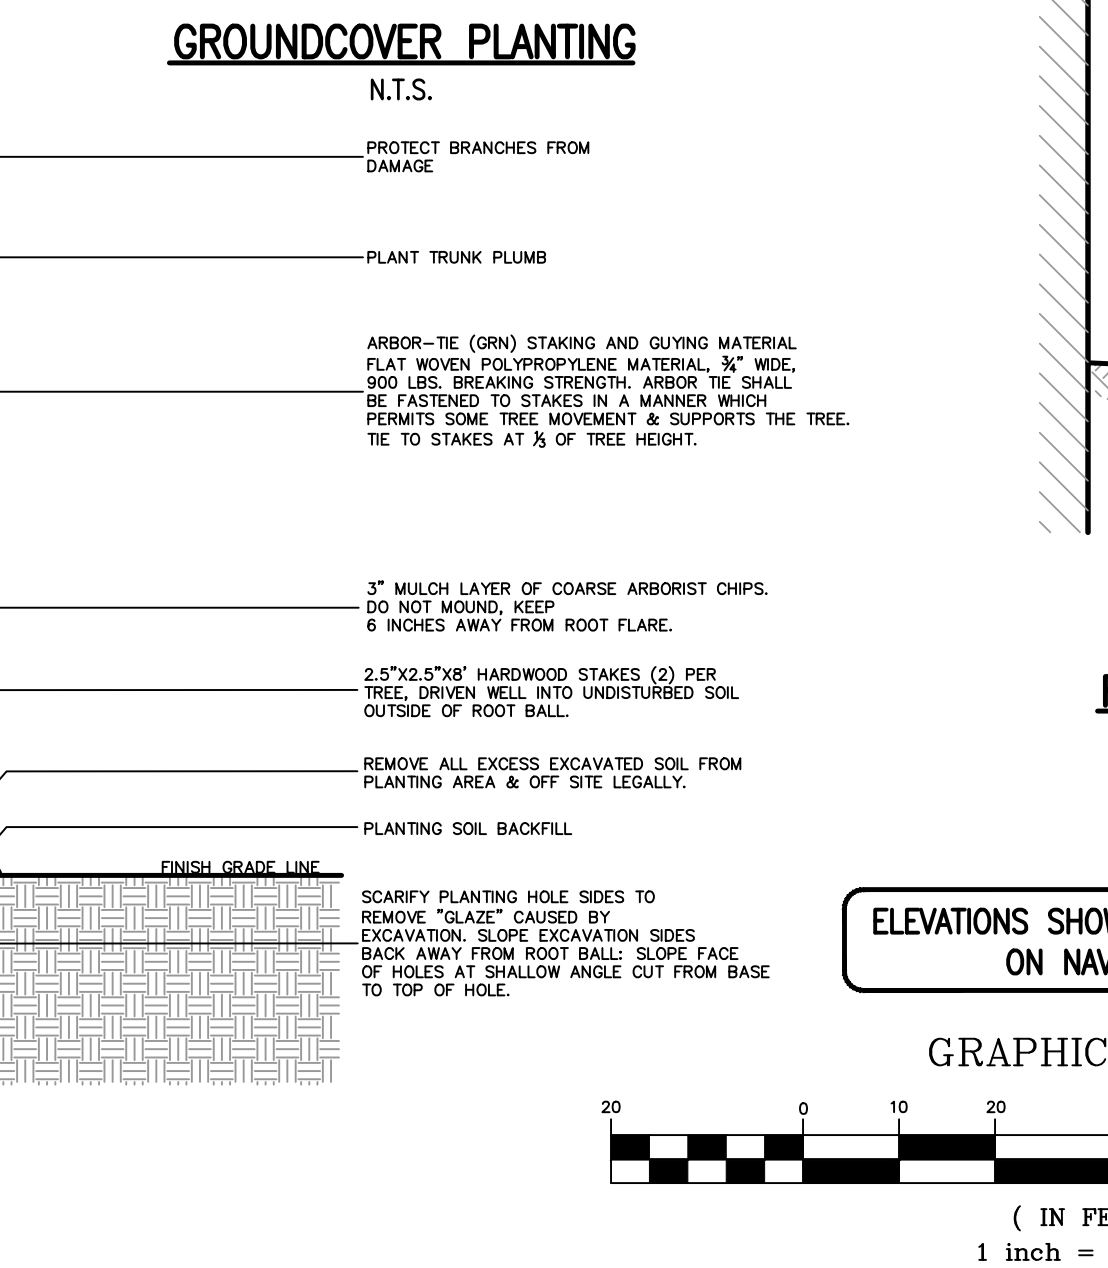 GROUNDCOVER PLANTING
N.T.S.
PROTECT BRANCHES FROM
DAMAGE
PLANT TRUNK PLUMB
ARBOR-TIE (GRN) STAKING AND GUYING MATERIAL
FLAT WOVEN POLYPROPYLENE MATERIAL, ¾" WIDE,
900 LBS. BREAKING STRENGTH. ARBOR TIE SHALL
BE FASTENED TO STAKES IN A MANNER WHICH
PERMITS SOME TREE MOVEMENT & SUPPORTS THE TREE.
TIE TO STAKES AT ⅓ OF TREE HEIGHT.
3" MULCH LAYER OF COARSE ARBORIST CHIPS.
DO NOT MOUND, KEEP
6 INCHES AWAY FROM ROOT FLARE.
2.5"X2.5"X8' HARDWOOD STAKES (2) PER
TREE, DRIVEN WELL INTO UNDISTURBED SOIL
OUTSIDE OF ROOT BALL.
REMOVE ALL EXCESS EXCAVATED SOIL FROM
PLANTING AREA & OFF SITE LEGALLY.
PLANTING SOIL BACKFILL
FINISH GRADE LINE
SCARIFY PLANTING HOLE SIDES TO
REMOVE "GLAZE" CAUSED BY
EXCAVATION. SLOPE EXCAVATION SIDES
BACK AWAY FROM ROOT BALL: SLOPE FACE
OF HOLES AT SHALLOW ANGLE CUT FROM BASE
TO TOP OF HOLE.
ELEVATIONS SHOW
ON NAV
GRAPHIC
20 0 10 20
( IN FE
1 inch =